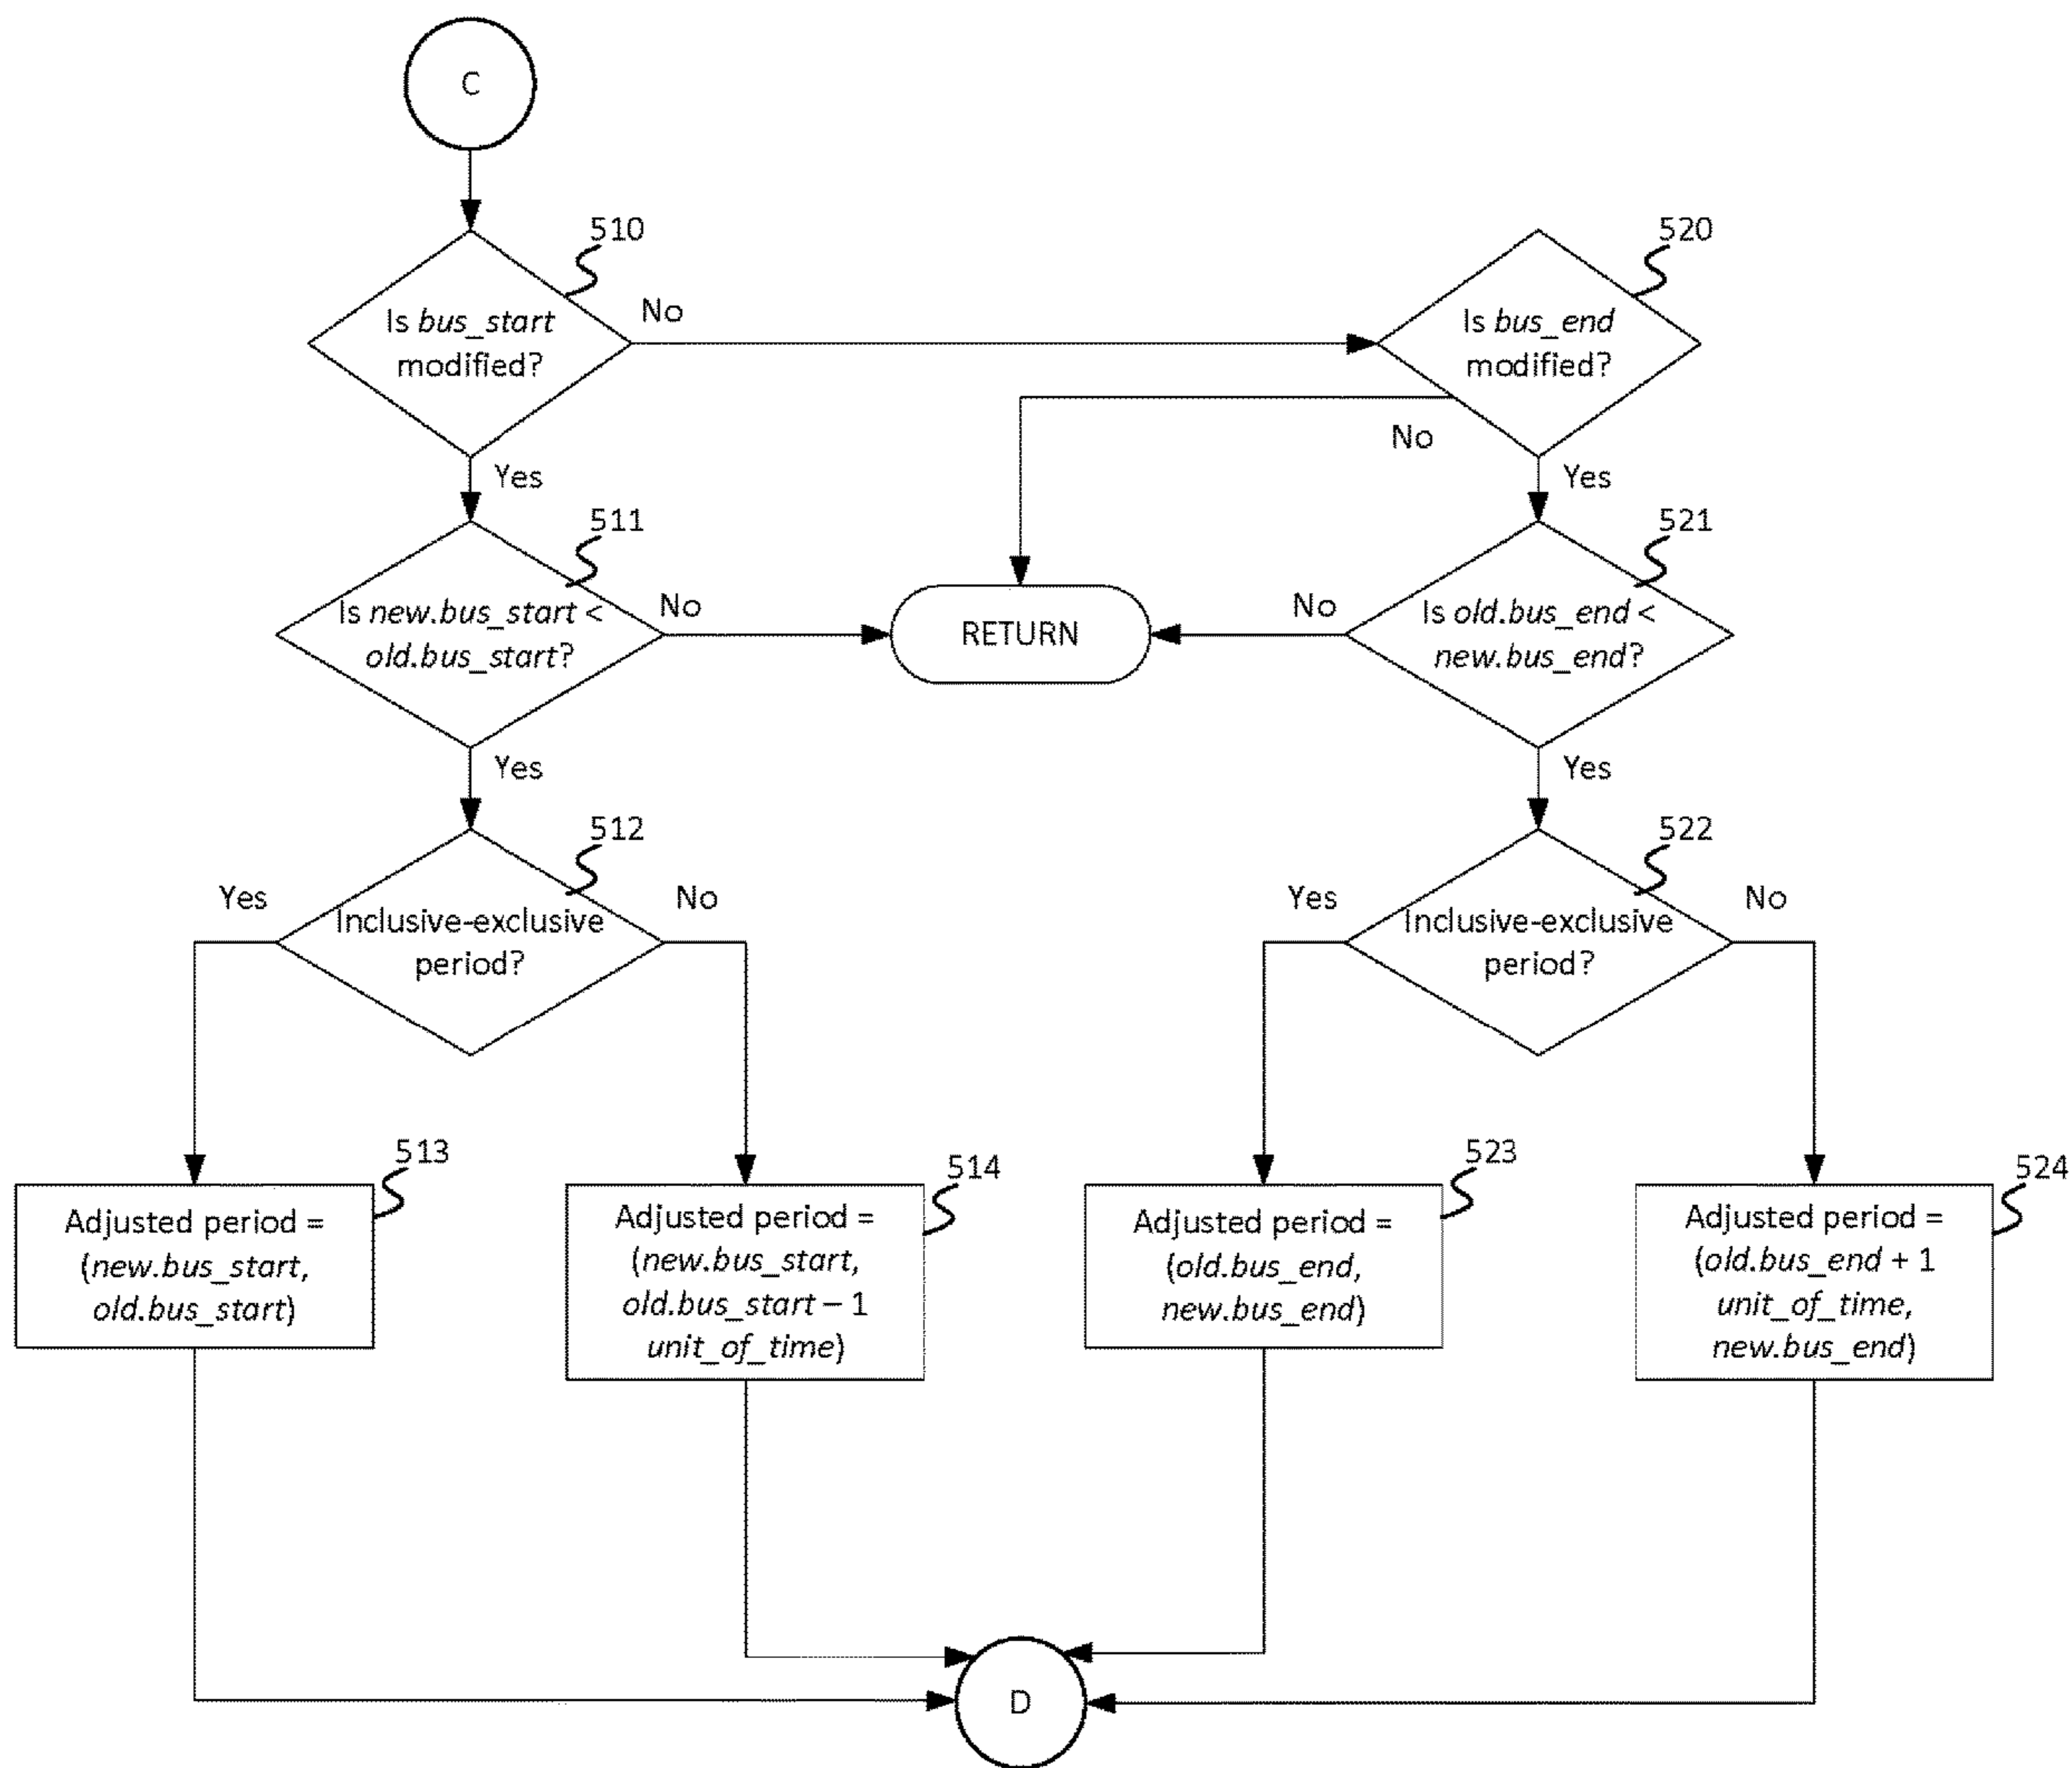 C
510
520
Is bus_start
modified?
No
Is bus_end
modified?
No
Yes
Yes
511
521
Is new.bus_start <
old.bus_start?
No
RETURN
No
Is old.bus_end <
new.bus_end?
Yes
Yes
512
522
Yes
Inclusive-exclusive
period?
No
Yes
Inclusive-exclusive
period?
No
513
514
523
524
Adjusted period =
(new.bus_start,
old.bus_start)
Adjusted period =
(new.bus_start,
old.bus_start – 1
unit_of_time)
Adjusted period =
(old.bus_end,
new.bus_end)
Adjusted period =
(old.bus_end + 1
unit_of_time,
new.bus_end)
D